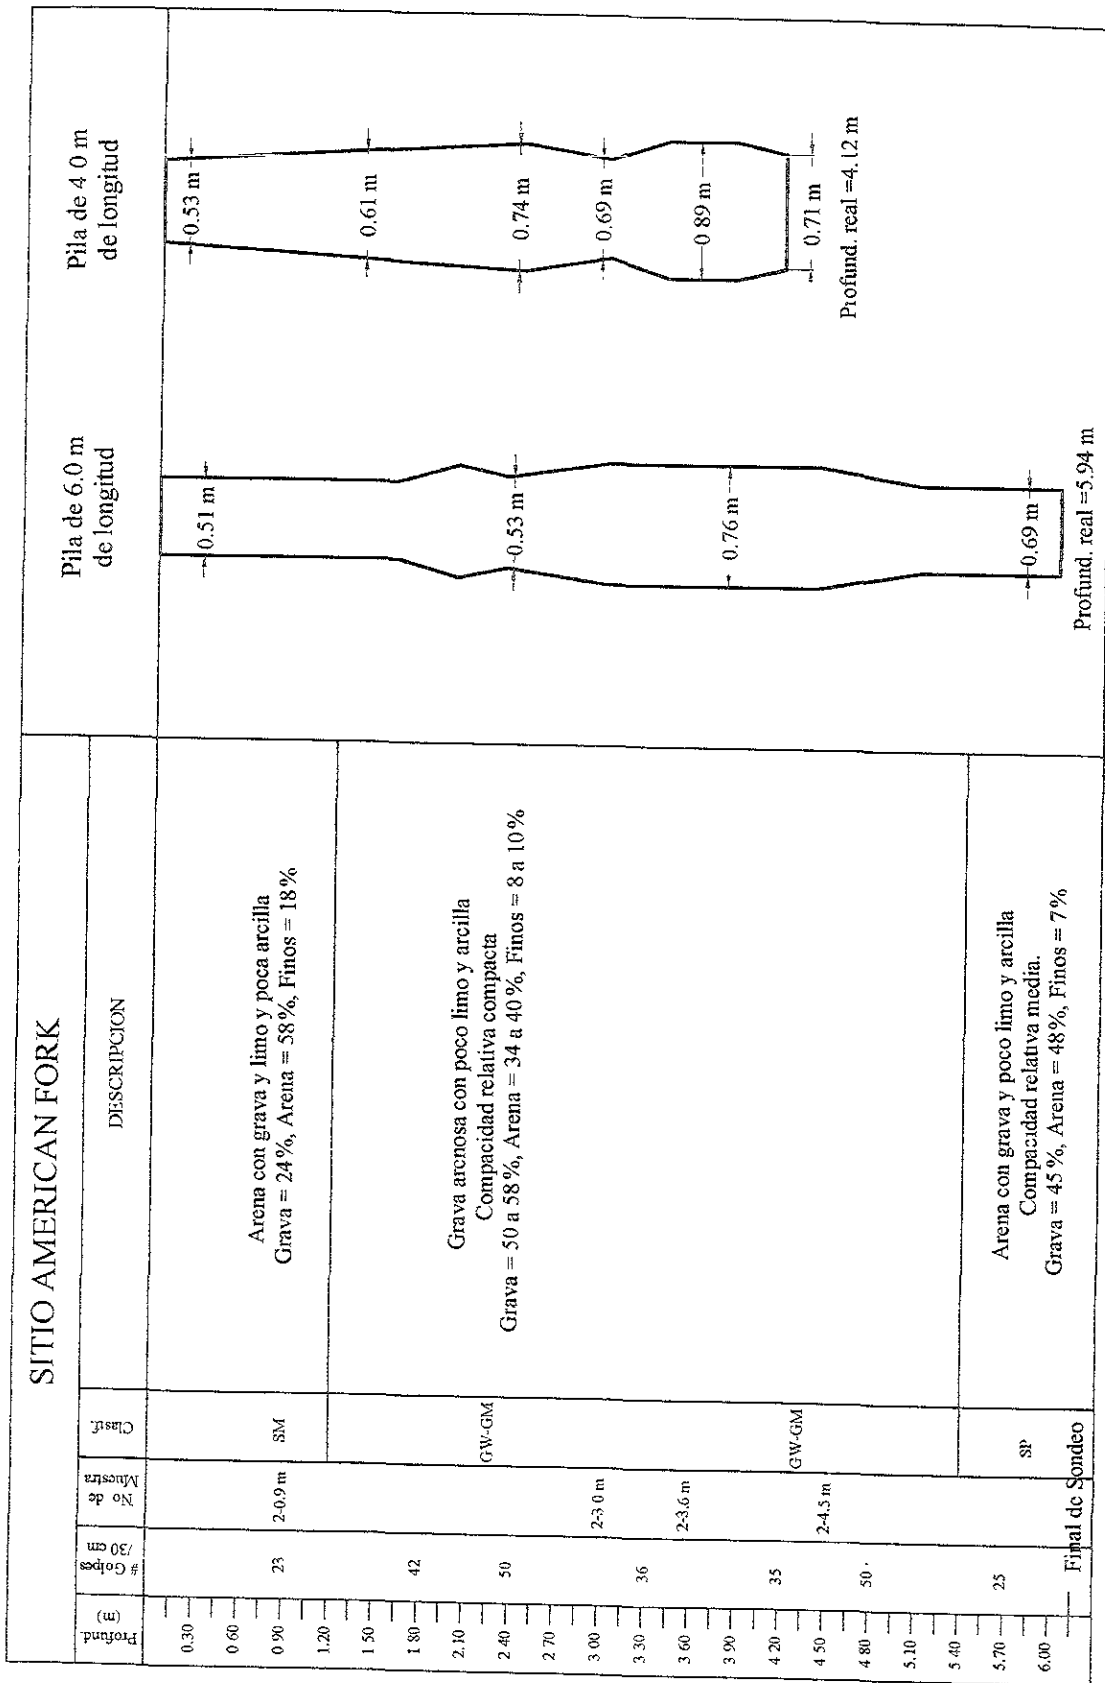 SITIO AMERICAN FORK
Profund.
(m)
# Golpes
/30 cm
No de
Muestra
Clasif.
DESCRIPCION
Pila de 6.0 m
de longitud
Pila de 4 0 m
de longitud
0.30
0 60
0 90
1.20
1 50
1 80
2.10
2 40
2 70
3 00
3 30
3 60
3 90
4 20
4 50
4 80
5.10
5 40
5.70
6.00
23
42
50
36
35
50
25
2-0.9 m
2-3 0 m
2-3.6 m
2-4.5 m
SM
GW-GM
GW-GM
SP
Final de Sondeo
Arena con grava y limo y poca arcilla
Grava = 24%, Arena = 58%, Finos = 18%
Grava arenosa con poco limo y arcilla
Compacidad relativa compacta
Grava = 50 a 58%, Arena = 34 a 40%, Finos = 8 a 10%
Arena con grava y poco limo y arcilla
Compacidad relativa media.
Grava = 45%, Arena = 48%, Finos = 7%
0.51 m
0.53 m
0.76 m
0.69 m
Profund. real =5.94 m
0.53 m
0.61 m
0.74 m
0.69 m
0.89 m
0.71 m
Profund. real =4.12 m